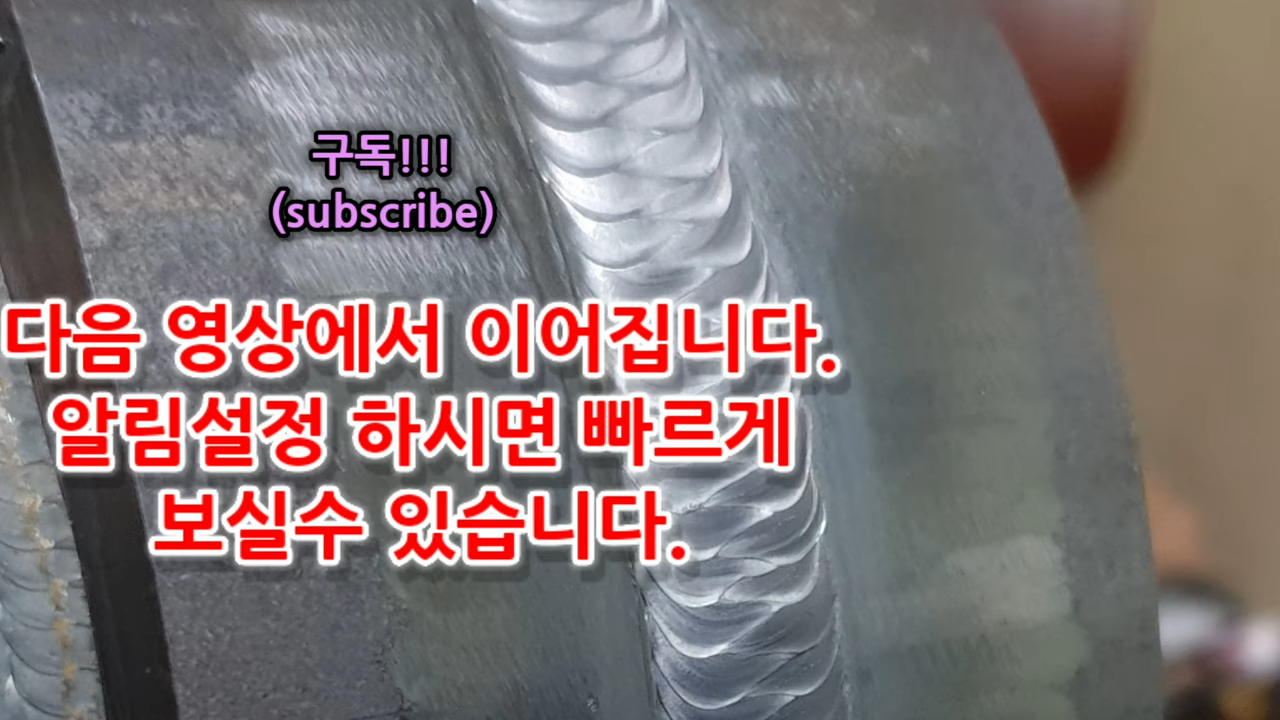 구독!!!
(subscribe)
다음 영상에서 이어집니다.
알림설정 하시면 빠르게
보실수 있습니다.